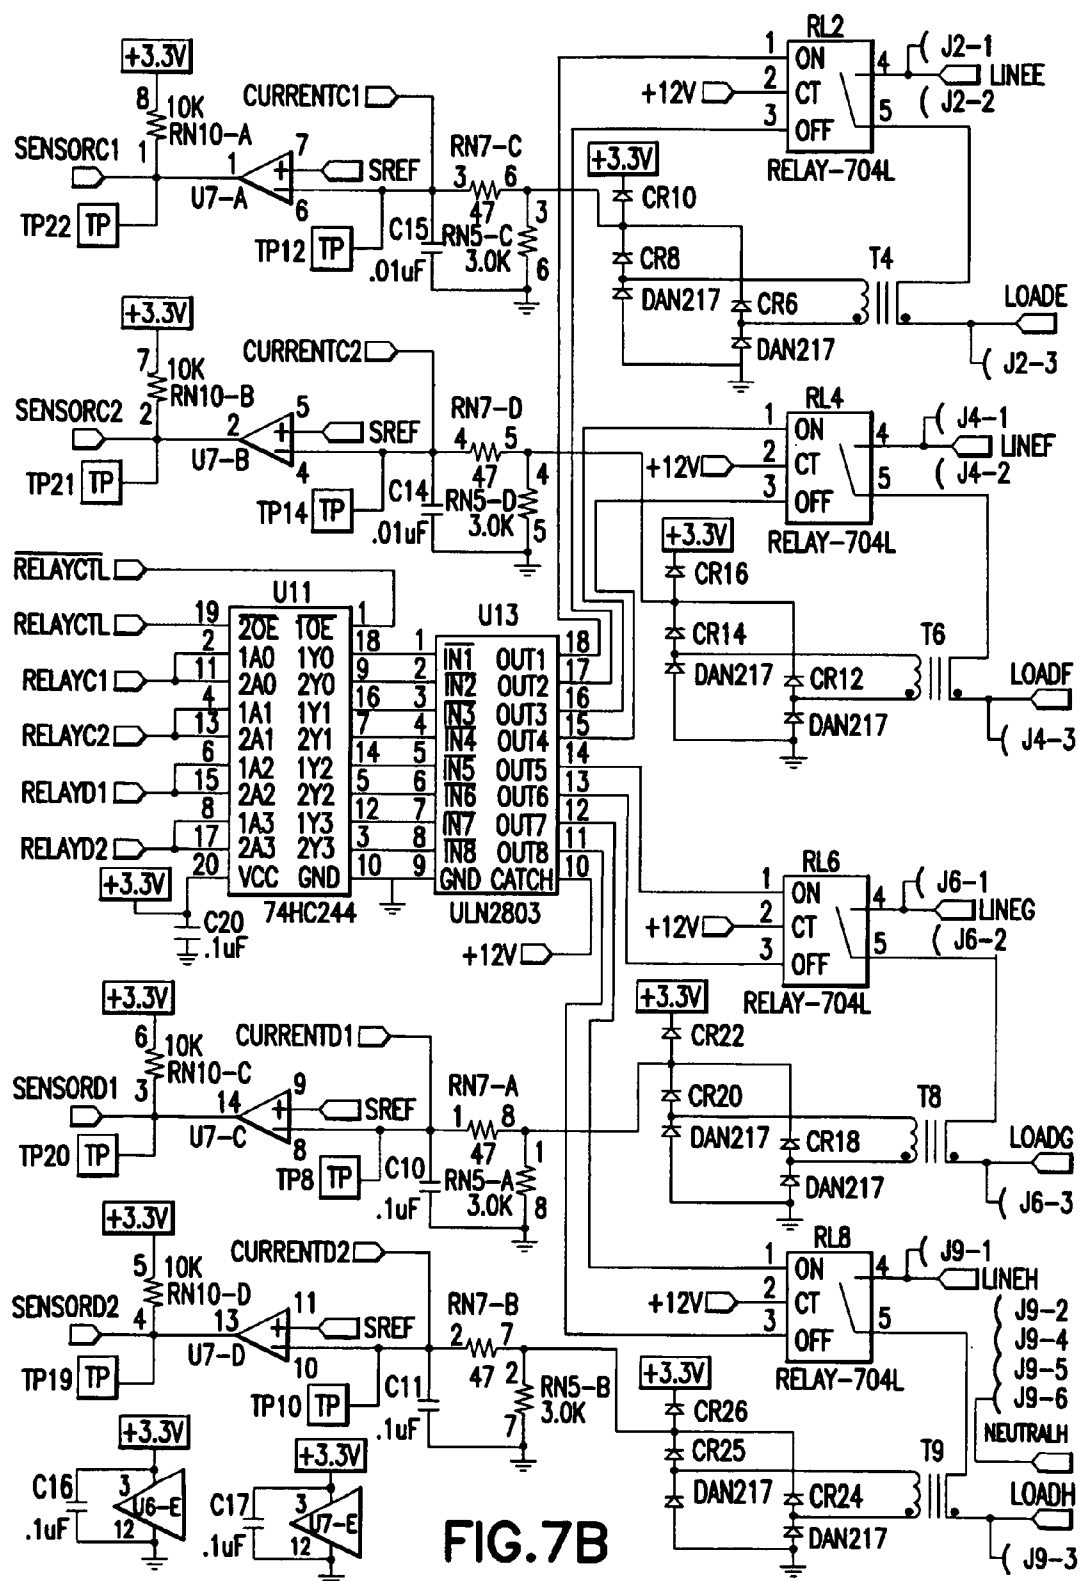 +3.3V
8
10K
RN10-A
SENSORC1
1
1
U7-A
7
6
TP22
TP
CURRENTC1
SREF
TP12
TP
C15
.01uF
RN7-C
3
6
47
RN5-C
3.0K
3
6
+3.3V
CR10
CR8
DAN217
CR6
DAN217
+12V
1
2
3
RL2
ON
CT
OFF
4
5
RELAY-704L
J2-1
LINEE
J2-2
T4
LOADE
J2-3
+3.3V
7
10K
RN10-B
SENSORC2
2
2
U7-B
5
4
TP21
TP
CURRENTC2
SREF
TP14
TP
C14
.01uF
RN7-D
4
5
47
RN5-D
3.0K
4
5
+3.3V
CR16
CR14
DAN217
CR12
DAN217
+12V
1
2
3
RL4
ON
CT
OFF
4
5
RELAY-704L
J4-1
LINEF
J4-2
T6
LOADF
J4-3
RELAYCTL
RELAYCTL
RELAYC1
RELAYC2
RELAYD1
RELAYD2
+3.3V
C20
.1uF
U11
19 2OE 1OE 1
2 1A0 1Y0 18
11 2A0 2Y0 9
4 1A1 1Y1 16
13 2A1 2Y1 7
6 1A2 1Y2 14
15 2A2 2Y2 5
8 1A3 1Y3 12
17 2A3 2Y3 3
20 VCC GND 10
74HC244
U13
1 IN1 OUT1 18
2 IN2 OUT2 17
3 IN3 OUT3 16
4 IN4 OUT4 15
5 IN5 OUT5 14
6 IN6 OUT6 13
7 IN7 OUT7 12
8 IN8 OUT8 11
9 GND CATCH 10
ULN2803
+12V
+12V
1
2
3
RL6
ON
CT
OFF
4
5
RELAY-704L
J6-1
LINEG
J6-2
+3.3V
6
10K
RN10-C
SENSORD1
3
14
U7-C
9
8
TP20
TP
CURRENTD1
SREF
TP8
TP
C10
.1uF
RN7-A
1
8
47
RN5-A
3.0K
1
8
+3.3V
CR22
CR20
DAN217
CR18
DAN217
T8
LOADG
J6-3
+3.3V
5
10K
RN10-D
SENSORD2
4
13
U7-D
11
10
TP19
TP
CURRENTD2
SREF
TP10
TP
C11
.1uF
RN7-B
2
7
47
RN5-B
3.0K
2
7
+12V
1
2
3
RL8
ON
CT
OFF
4
5
RELAY-704L
J9-1
LINEH
J9-2
J9-4
J9-5
J9-6
NEUTRALH
+3.3V
CR26
CR25
DAN217
CR24
DAN217
T9
LOADH
J9-3
+3.3V
C16
.1uF
3
U6-E
12
+3.3V
C17
.1uF
3
U7-E
12
FIG.7B